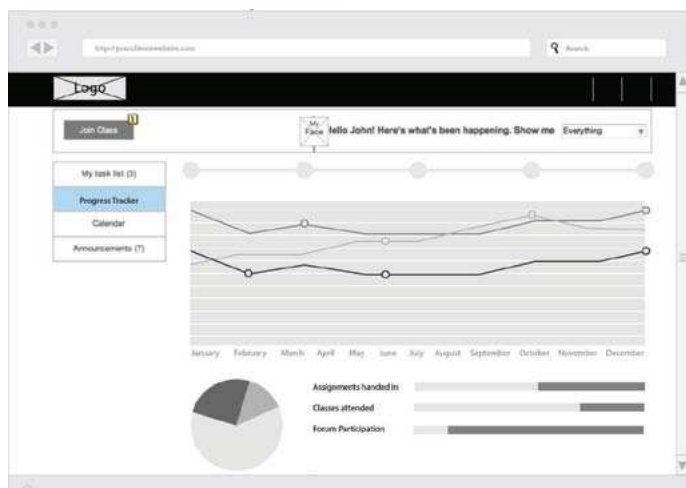 Search
Logo
Join Class
My Face
Hello John! Here's what's been happening. Show me Everything
My task list (3)
Progress Tracker
Calendar
Announcements (7)
January February March April May June July August September October November December
Assignments handed in
Classes attended
Forum Participation